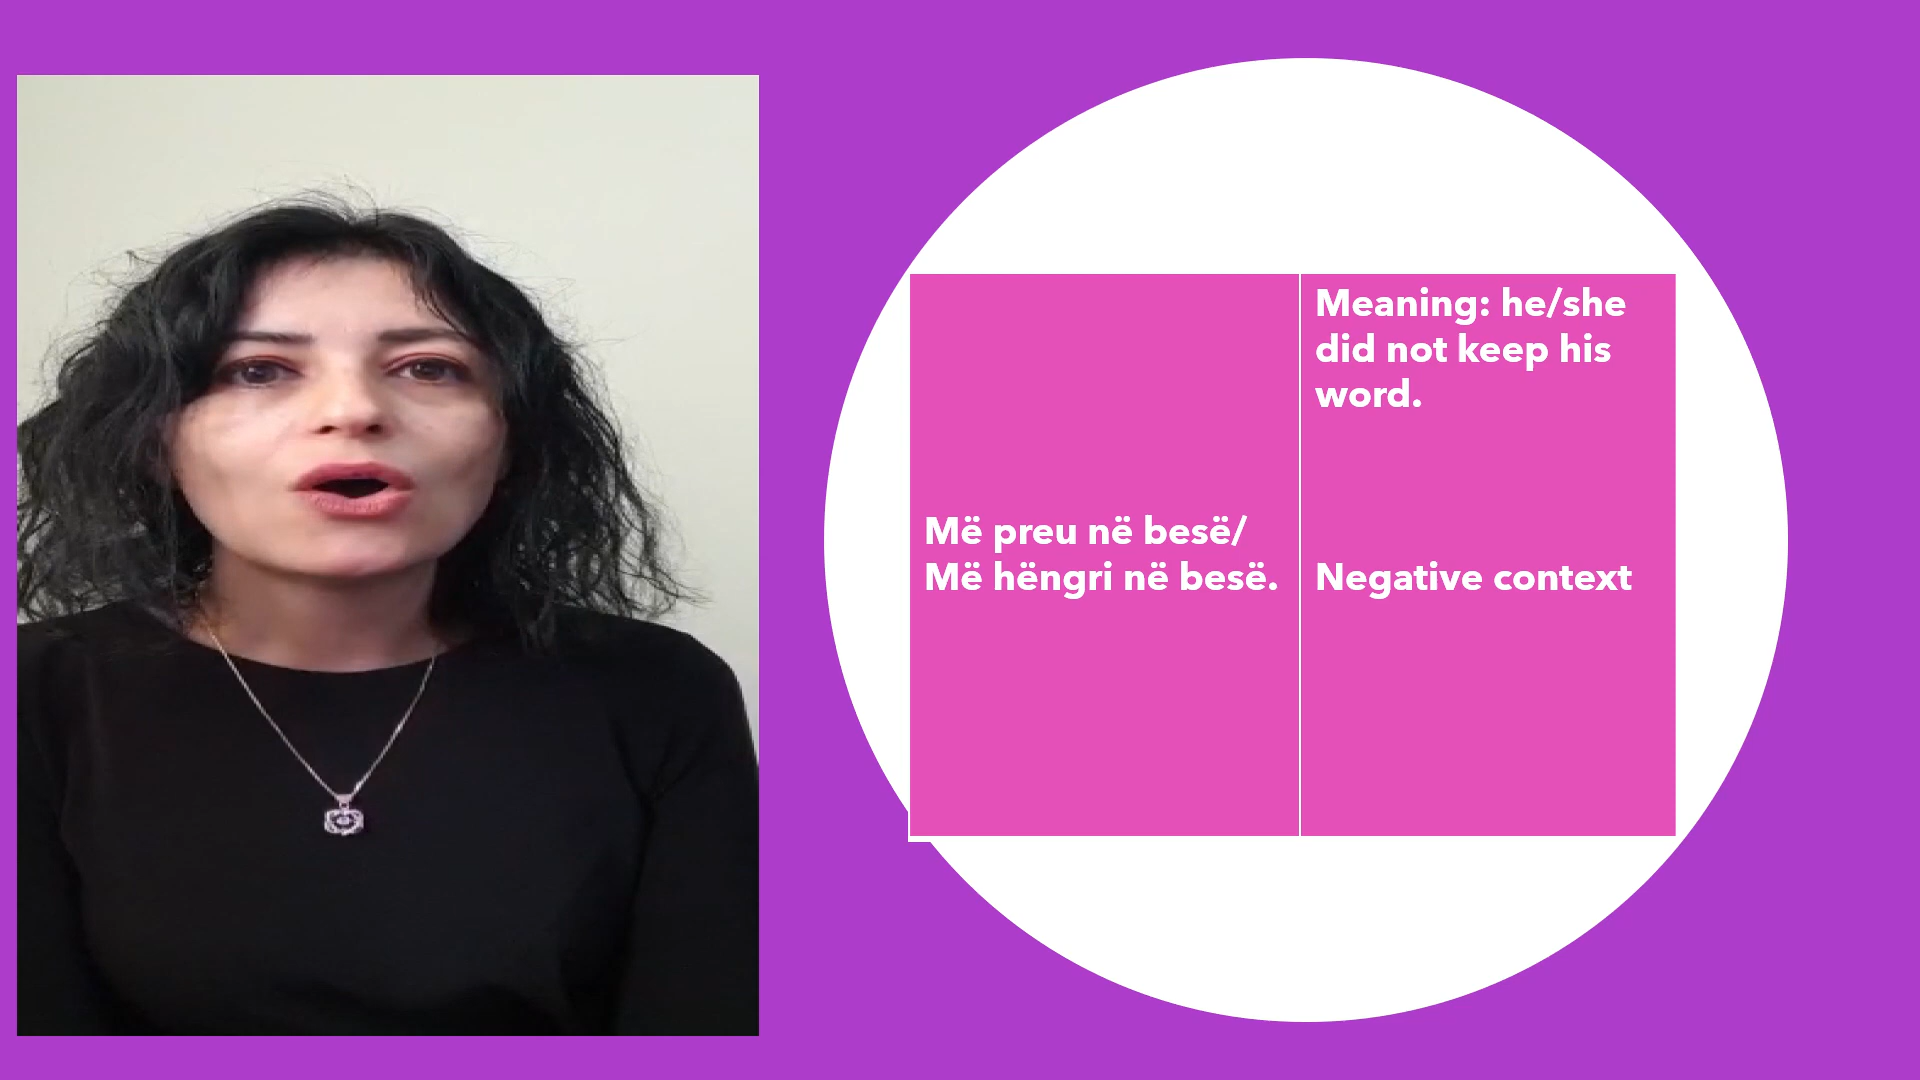 Më preu në besë/
Më hëngri në besë.
Meaning: he/she
did not keep his
word.
Negative context